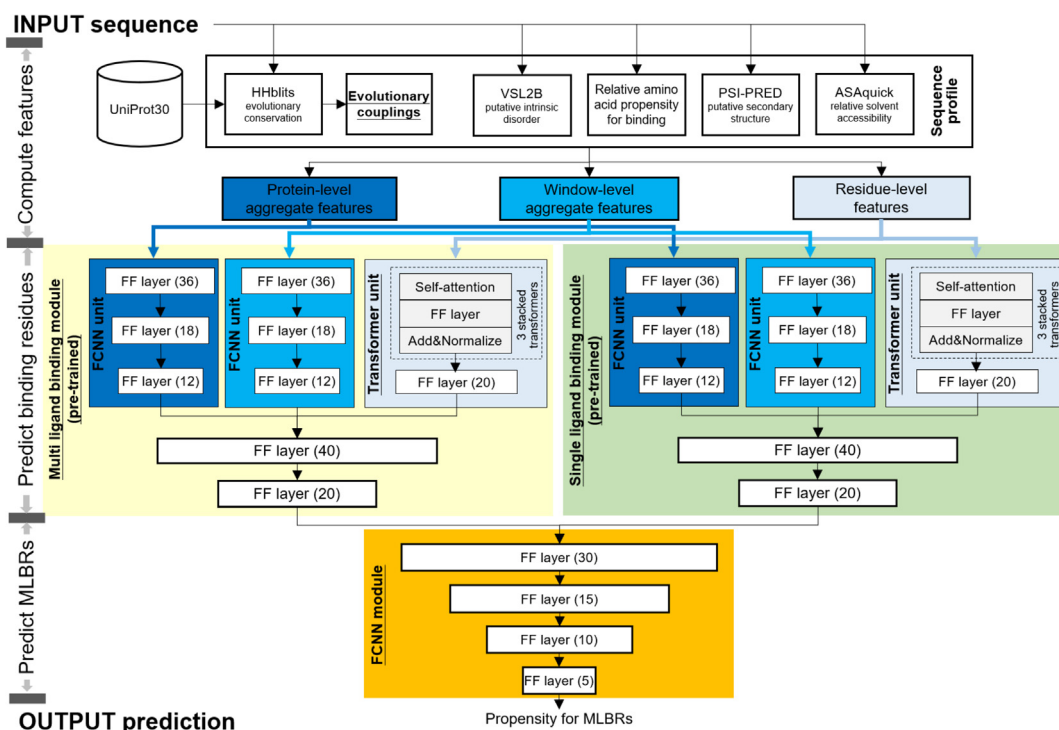 INPUT sequence
Compute features
UniProt30
HHblits
evolutionary
conservation
Evolutionary
couplings
VSL2B
putative intrinsic
disorder
Relative amino
acid propensity
for binding
PSI-PRED
putative secondary
structure
ASAquick
relative solvent
accessibility
Sequence
profile
Protein-level
aggregate features
Window-level
aggregate features
Residue-level
features
Predict binding residues
Multi ligand binding module
(pre-trained)
FCNN unit
FF layer (36)
FF layer (18)
FF layer (12)
FCNN unit
FF layer (36)
FF layer (18)
FF layer (12)
Transformer unit
Self-attention
FF layer
Add&Normalize
3 stacked
transformers
FF layer (20)
FF layer (40)
FF layer (20)
Single ligand binding module
(pre-trained)
FCNN unit
FF layer (36)
FF layer (18)
FF layer (12)
FCNN unit
FF layer (36)
FF layer (18)
FF layer (12)
Transformer unit
Self-attention
FF layer
Add&Normalize
3 stacked
transformers
FF layer (20)
FF layer (40)
FF layer (20)
Predict MLBRs
FCNN module
FF layer (30)
FF layer (15)
FF layer (10)
FF layer (5)
OUTPUT prediction
Propensity for MLBRs